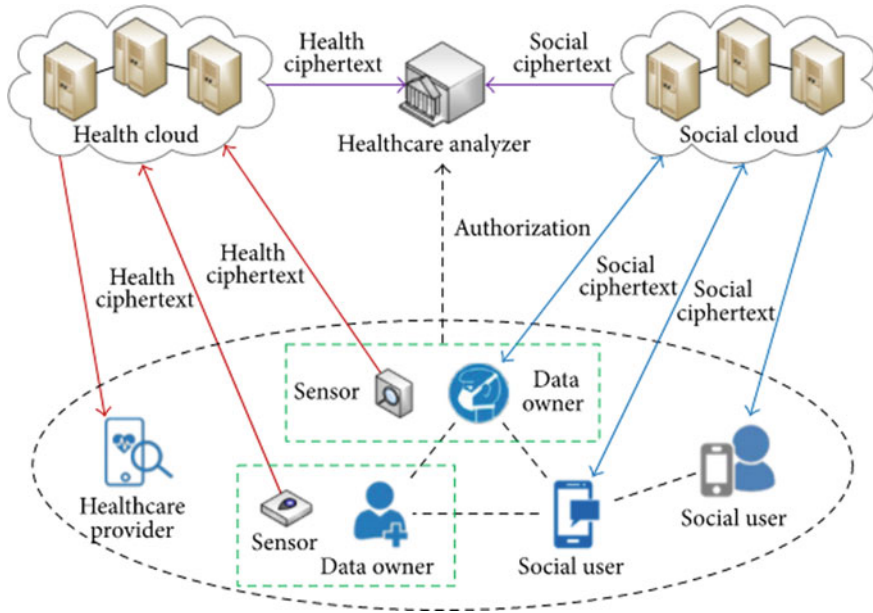 Health
ciphertext
Social
ciphertext
Health cloud
Healthcare analyzer
Social cloud
Authorization
Health
ciphertext
Health
ciphertext
Social
ciphertext
Social
ciphertext
Sensor
Data
owner
Healthcare
provider
Sensor
Data owner
Social user
Social user